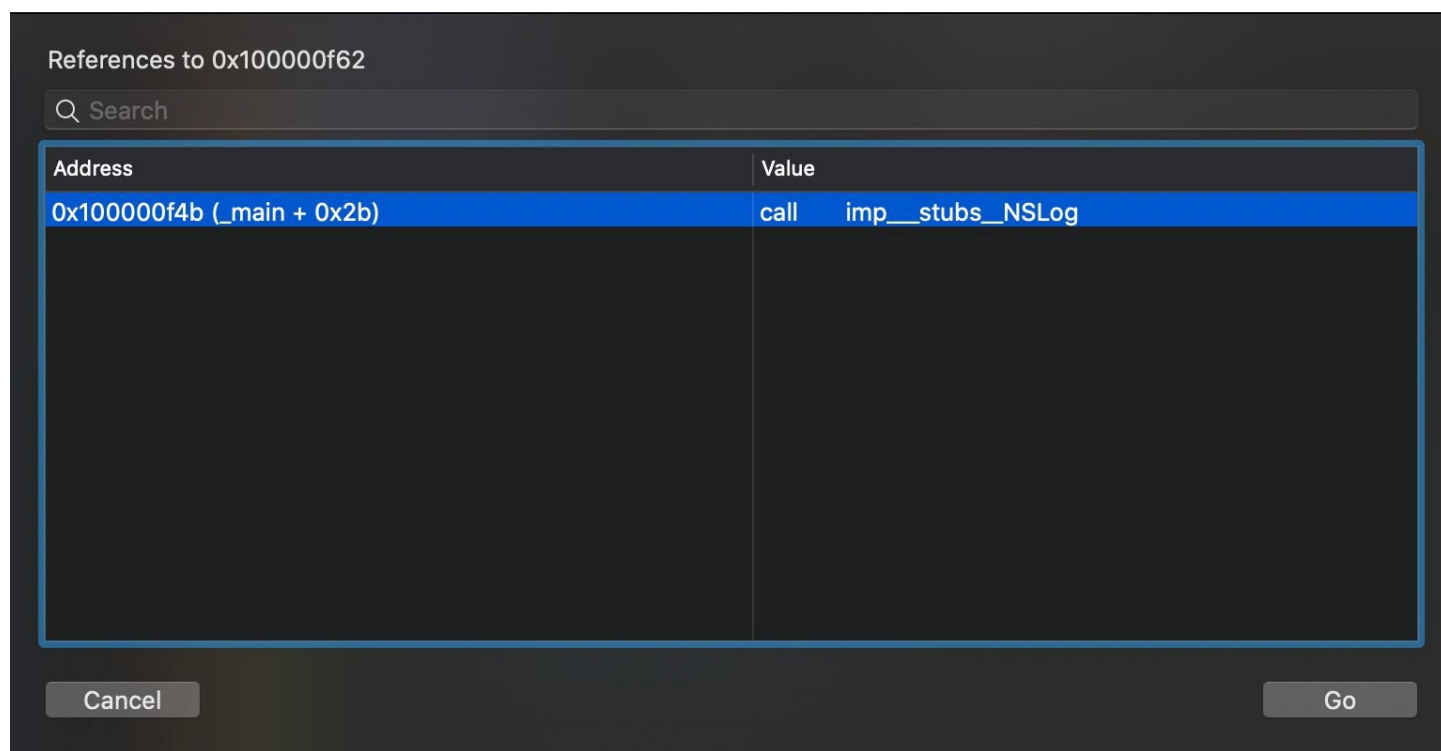 References to 0x100000f62
Search
Address Value
0x100000f4b (_main + 0x2b) call imp___stubs__NSLog
Cancel Go